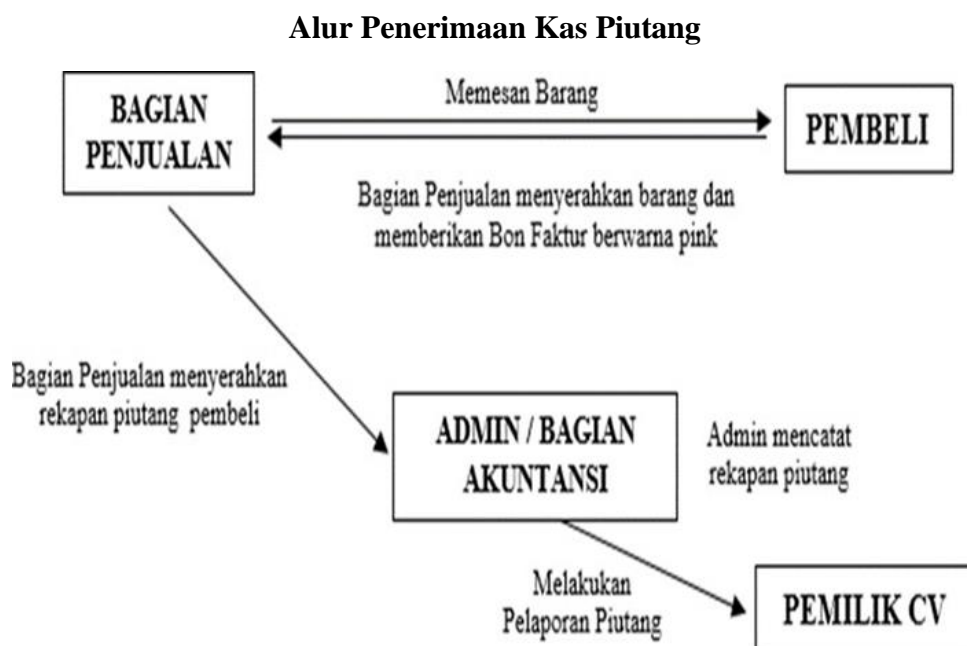 Alur Penerimaan Kas Piutang
BAGIAN
PENJUALAN
Memesan Barang
PEMBELI
Bagian Penjualan menyerahkan barang dan
memberikan Bon Faktur berwarna pink
Bagian Penjualan menyerahkan
rekapan piutang pembeli
ADMIN / BAGIAN
AKUNTANSI
Admin mencatat
rekapan piutang
Melakukan
Pelaporan Piutang
PEMILIK CV